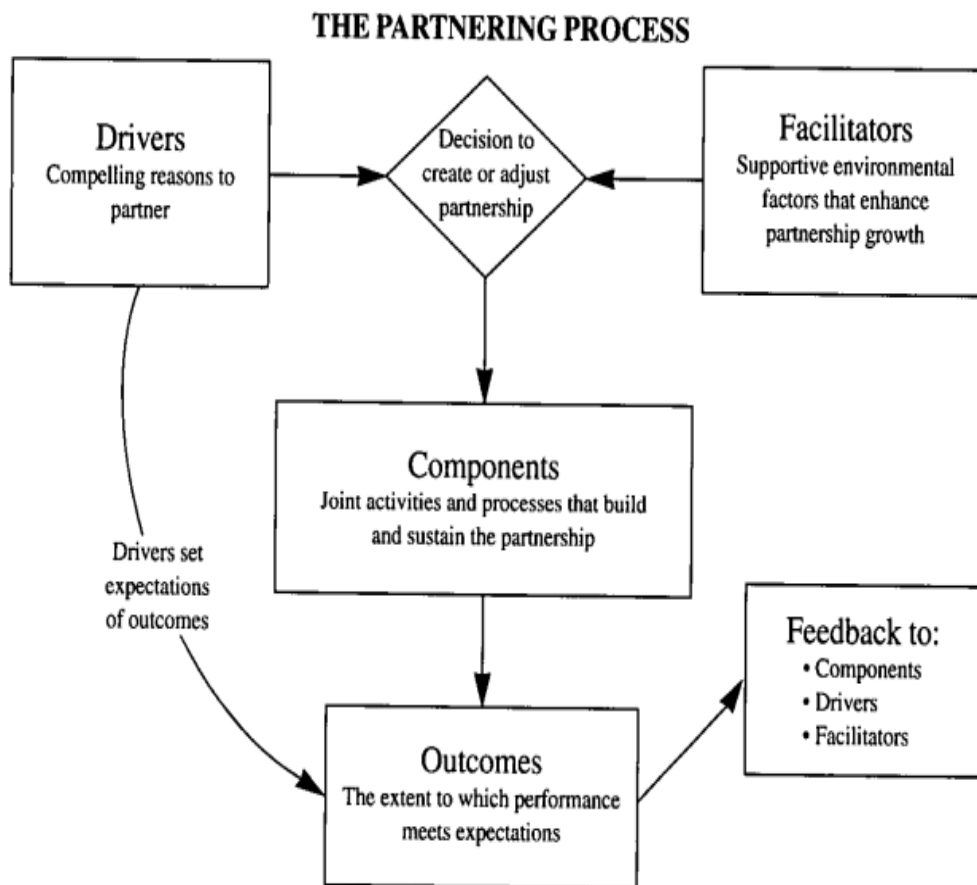 THE PARTNERING PROCESS
Drivers
Compelling reasons to
partner
Decision to
create or adjust
partnership
Facilitators
Supportive environmental
factors that enhance
partnership growth
Components
Joint activities and processes that build
and sustain the partnership
Drivers set
expectations
of outcomes
Feedback to:
• Components
• Drivers
• Facilitators
Outcomes
The extent to which performance
meets expectations